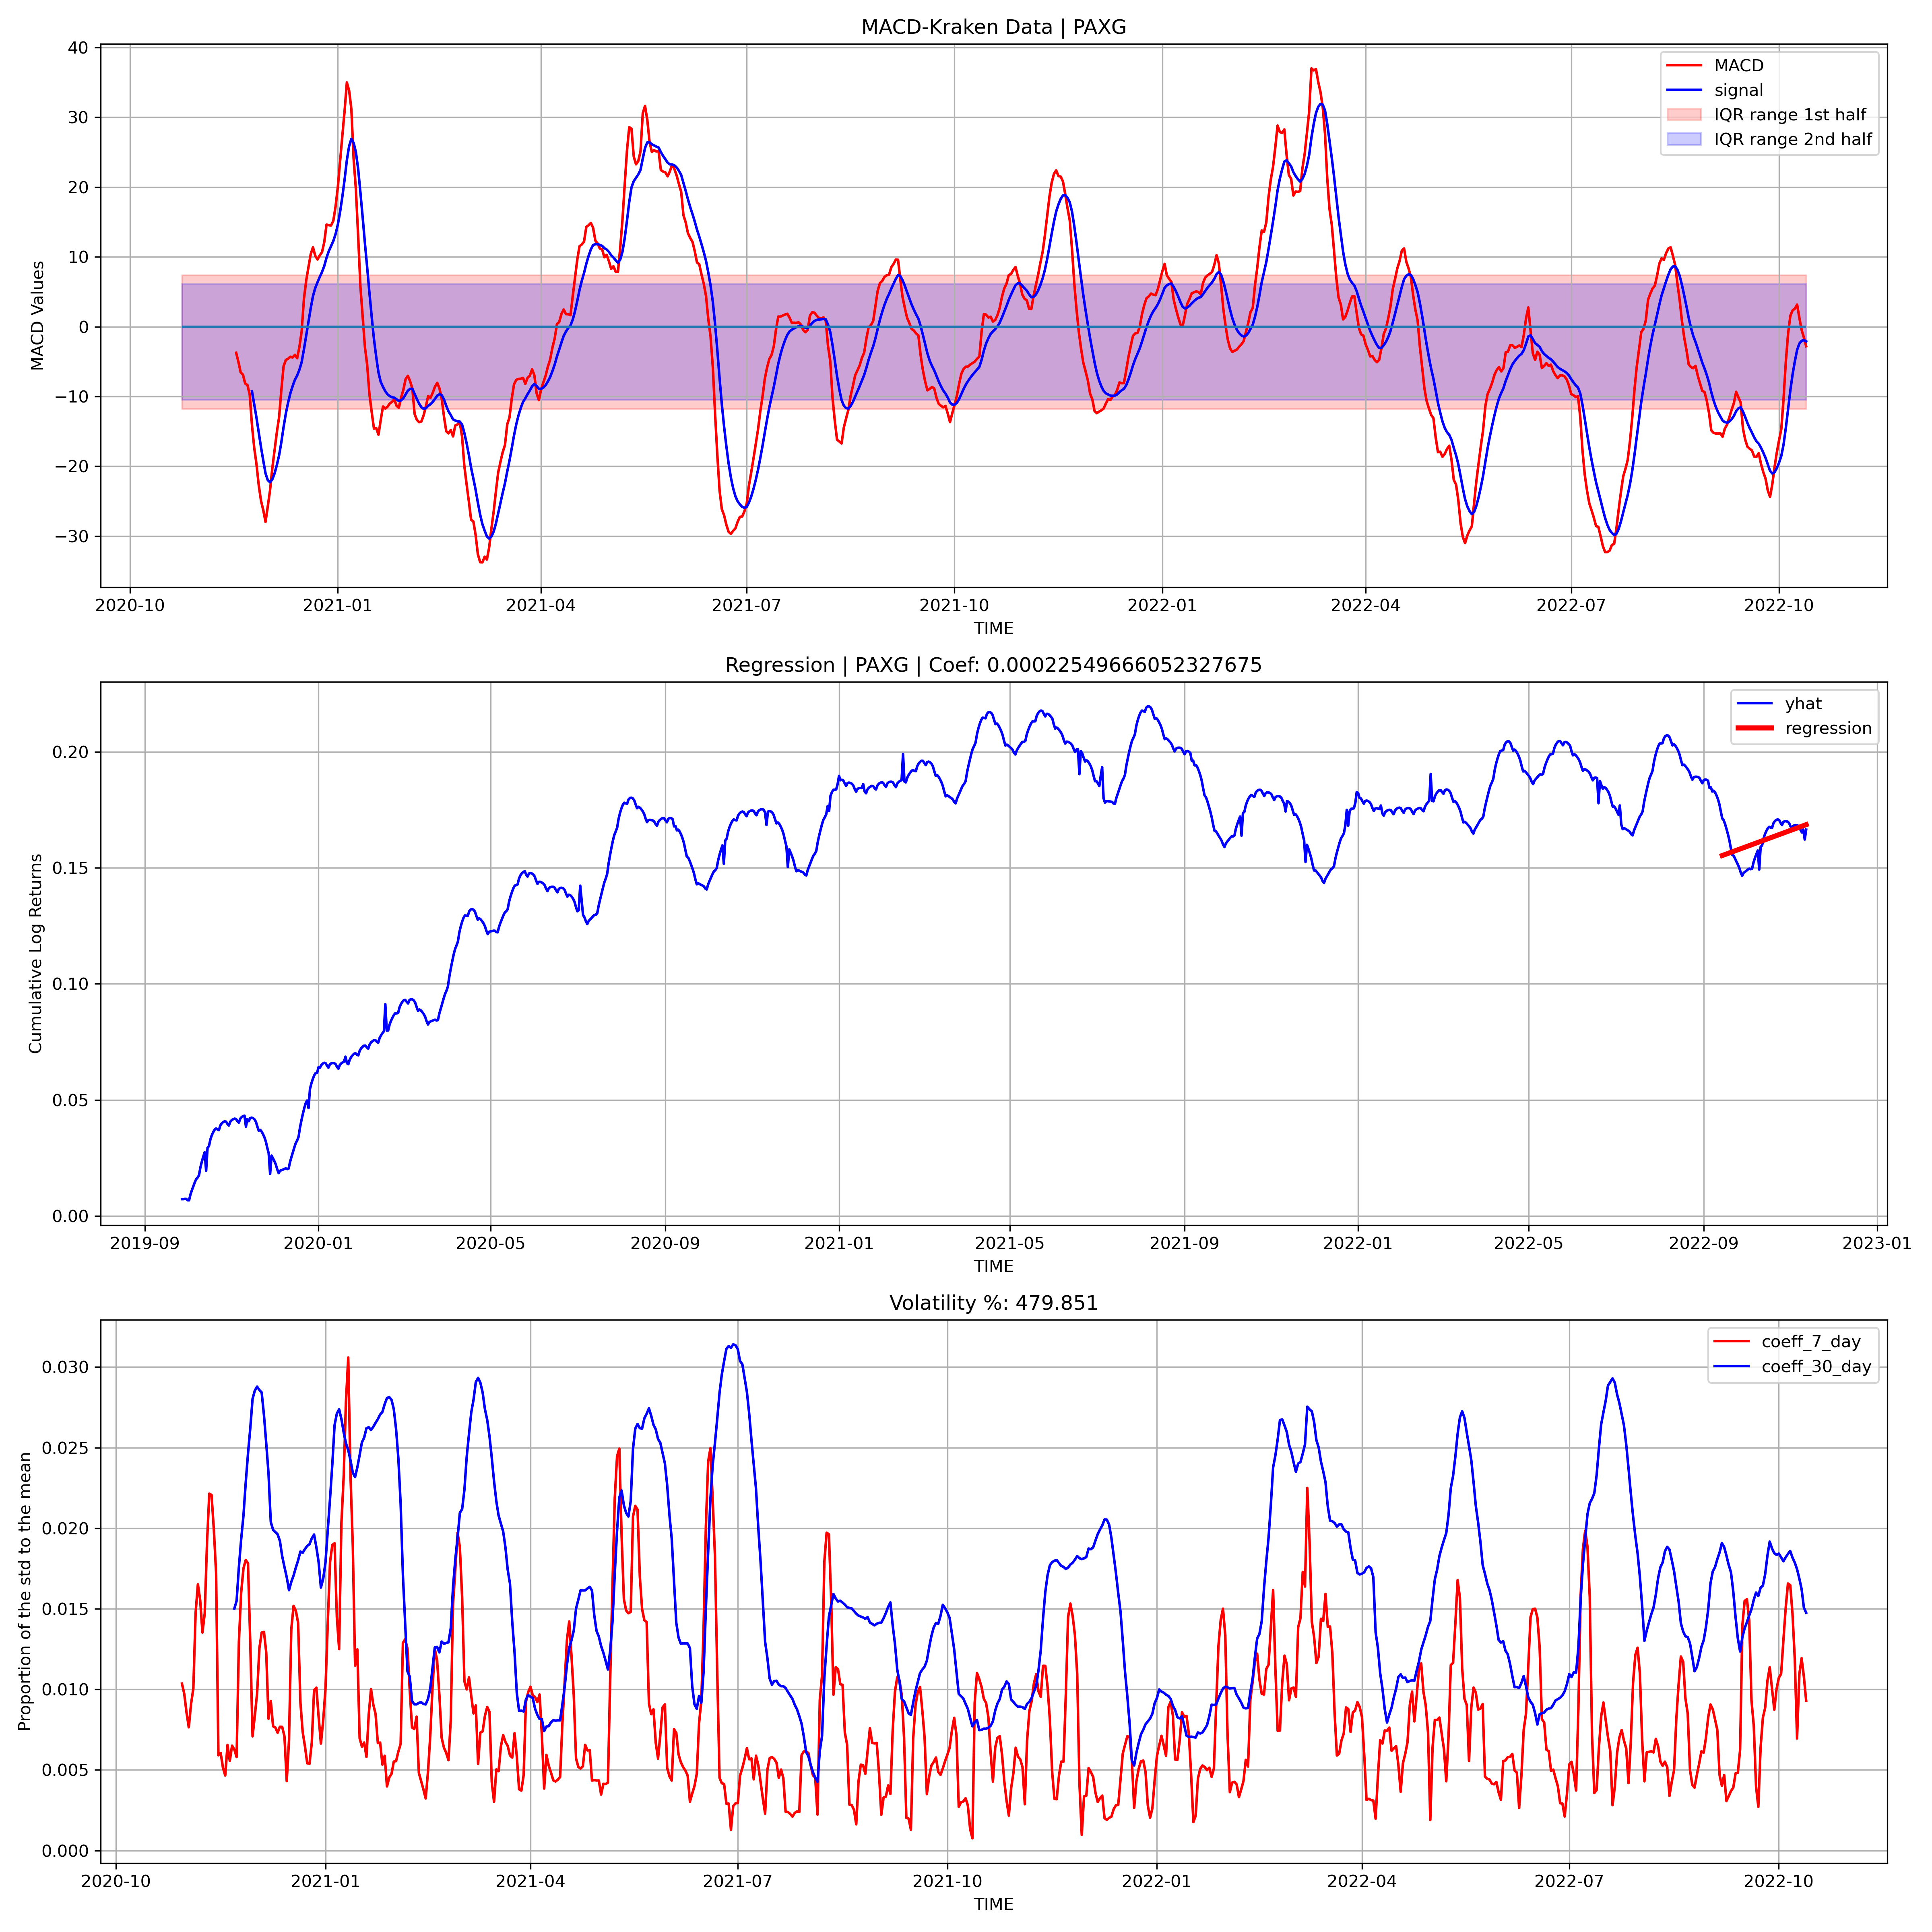 MACD-Kraken Data | PAXG
MACD
signal
IQR range 1st half
IQR range 2nd half
MACD Values
40
30
20
10
0
−10
−20
−30
2020-10 2021-01 2021-04 2021-07 2021-10 2022-01 2022-04 2022-07 2022-10
TIME
Regression | PAXG | Coef: 0.00022549666052327675
yhat
regression
Cumulative Log Returns
0.20
0.15
0.10
0.05
0.00
2019-09 2020-01 2020-05 2020-09 2021-01 2021-05 2021-09 2022-01 2022-05 2022-09 2023-01
TIME
Volatility %: 479.851
coeff_7_day
coeff_30_day
Proportion of the std to the mean
0.030
0.025
0.020
0.015
0.010
0.005
0.000
2020-10 2021-01 2021-04 2021-07 2021-10 2022-01 2022-04 2022-07 2022-10
TIME